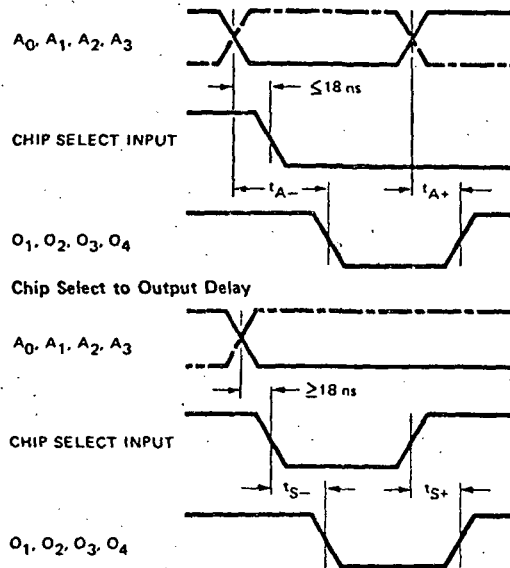 A0, A1, A2, A3
≤18 ns
CHIP SELECT INPUT
tA− tA+
O1, O2, O3, O4
Chip Select to Output Delay
A0, A1, A2, A3
≥18 ns
CHIP SELECT INPUT
tS− tS+
O1, O2, O3, O4